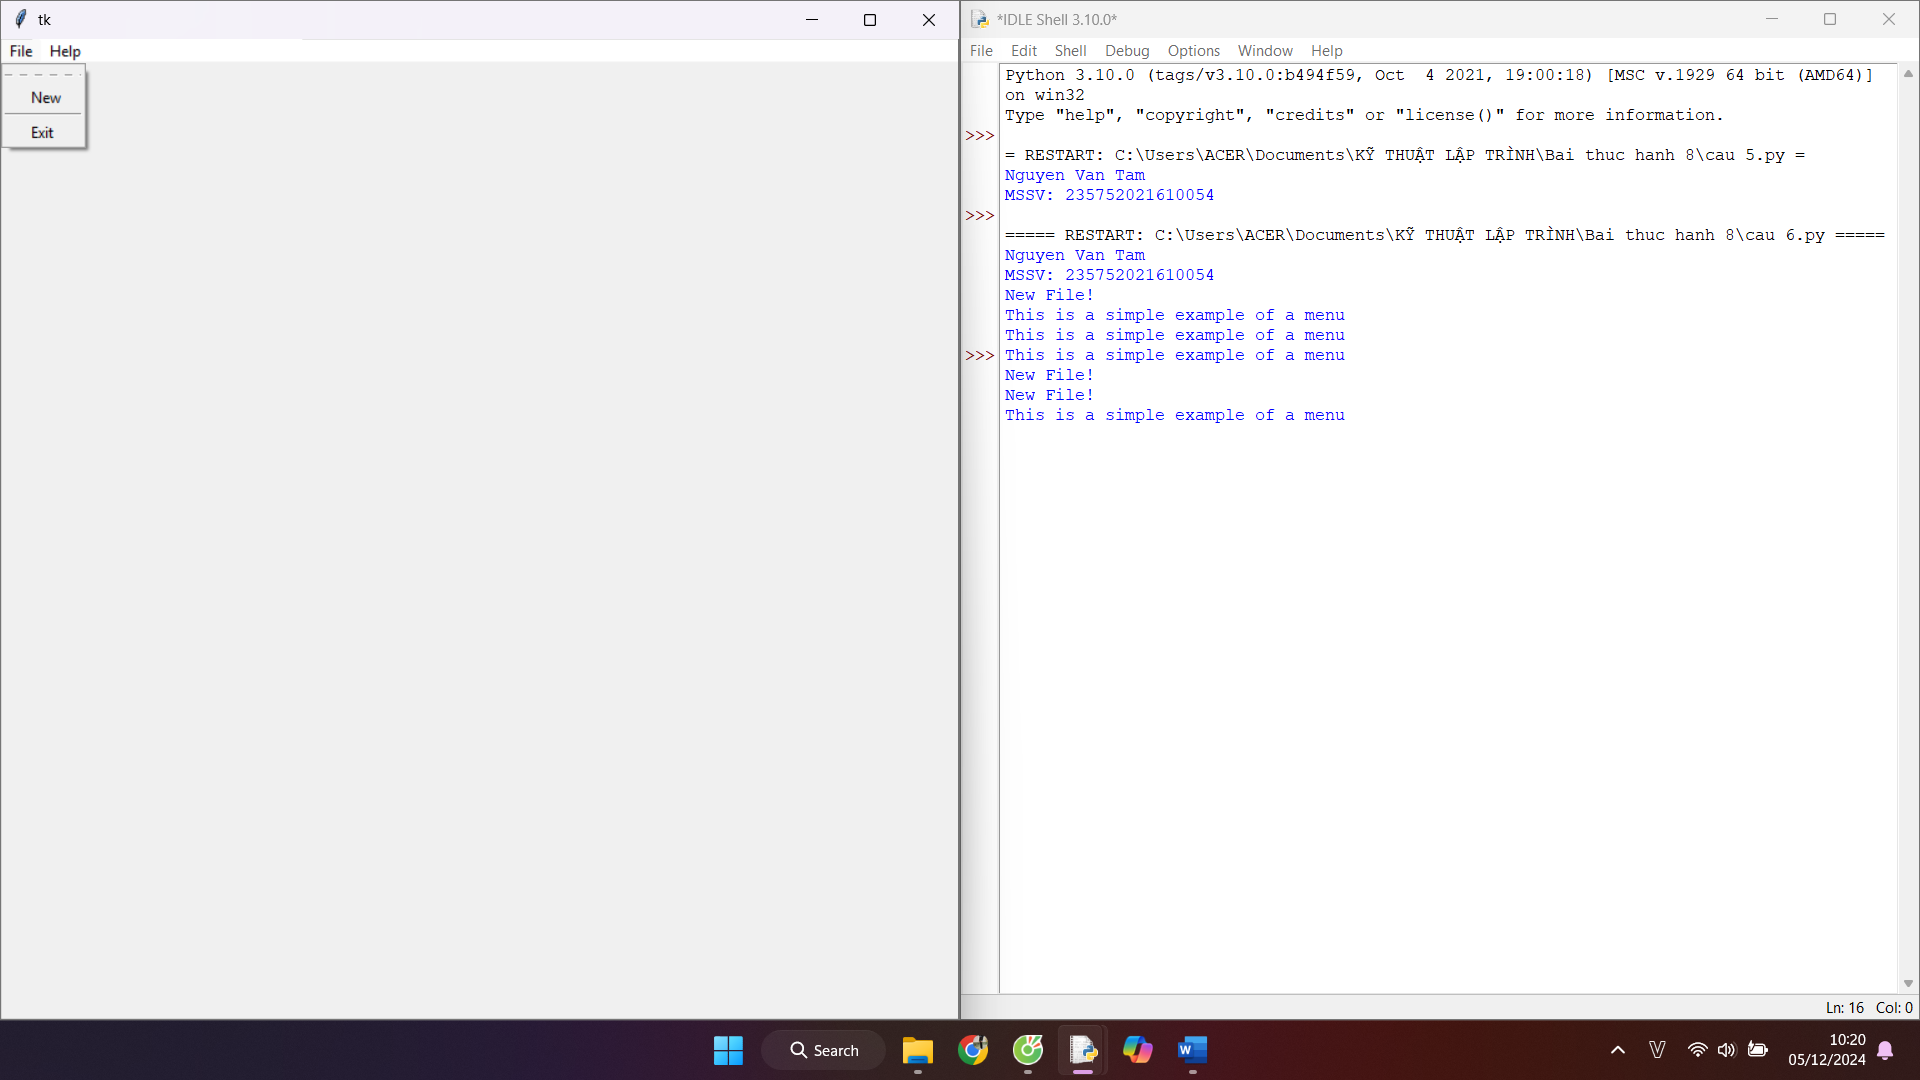 tk
File Help
New
Exit
*IDLE Shell 3.10.0*
File Edit Shell Debug Options Window Help
Python 3.10.0 (tags/v3.10.0:b494f59, Oct  4 2021, 19:00:18) [MSC v.1929 64 bit (AMD64)]
on win32
Type "help", "copyright", "credits" or "license()" for more information.
>>>
= RESTART: C:\Users\ACER\Documents\KỸ THUẬT LẬP TRÌNH\Bai thuc hanh 8\cau 5.py =
Nguyen Van Tam
MSSV: 235752021610054
>>>
===== RESTART: C:\Users\ACER\Documents\KỸ THUẬT LẬP TRÌNH\Bai thuc hanh 8\cau 6.py =====
Nguyen Van Tam
MSSV: 235752021610054
New File!
This is a simple example of a menu
This is a simple example of a menu
>>> This is a simple example of a menu
New File!
New File!
This is a simple example of a menu
Ln: 16 Col: 0
Search
W
V
10:20
05/12/2024